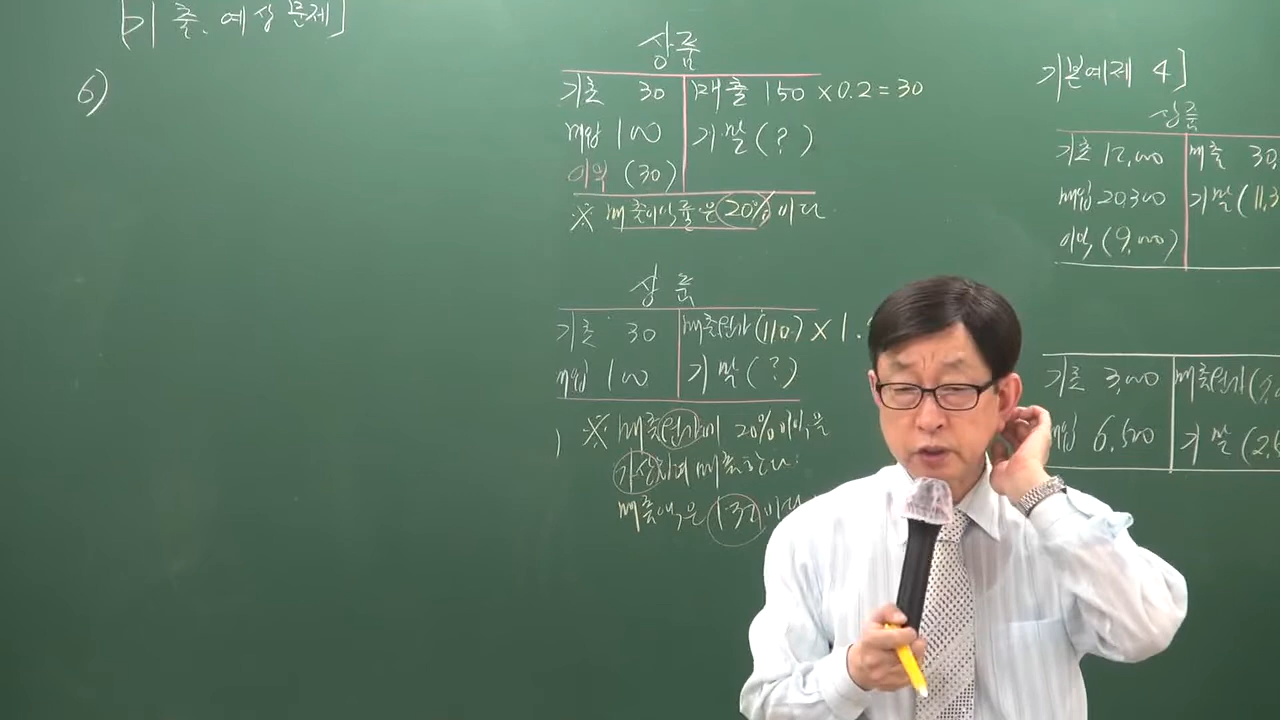 [기출.예상문제]
6)
상품
기초 30 매출 150 × 0.2 = 30
매입 100 기말 (?)
이익 (30)
※ 매출이익률은 20% 이다.
상품
기초 30 매출원가 (110) × 1.
매입 100 기말 (?)
※ 매출원가에 20% 이익을
가산하여 매출한다.
매출액은 132 이다
기본예제 4]
상품
기초 12,000 매출 30,
매입 20,300 기말 (11,3
이익 (9,000)
기초 3,000 매출원가 (
매입 6,500 기말 (2,